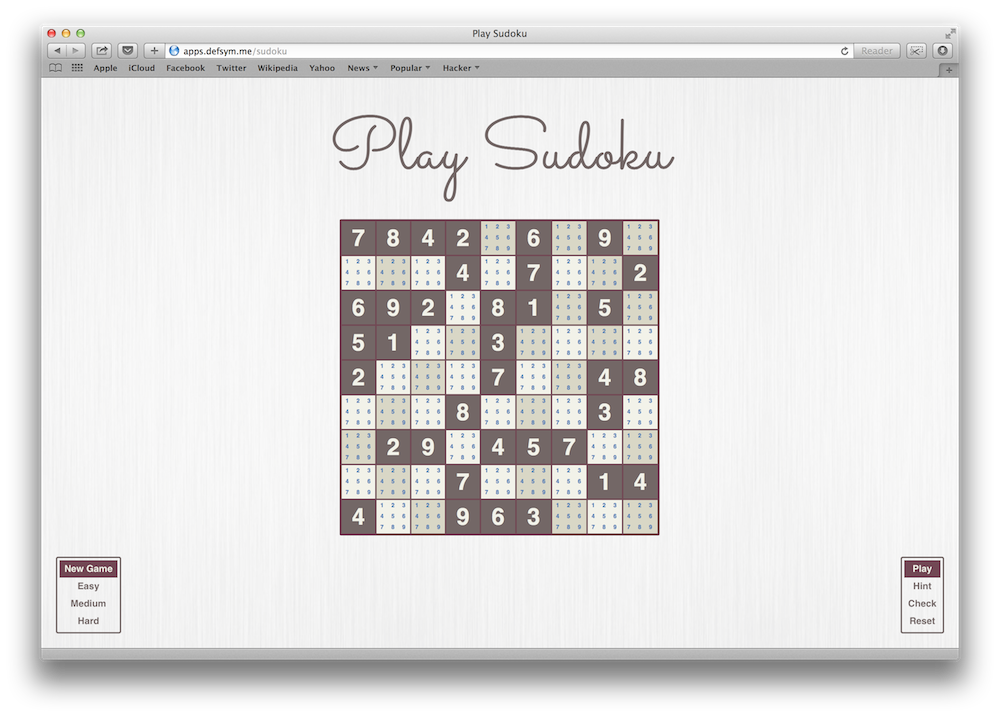 Play Sudoku
apps.defsym.me/sudoku Reader
Apple iCloud Facebook Twitter Wikipedia Yahoo News Popular Hacker
Play Sudoku
1 2 3 1 2 3 1 2 3
7 8 4 2 4 5 6 6 4 5 6 9 4 5 6
7 8 9 7 8 9 7 8 9
1 2 3 1 2 3 1 2 3 1 2 3 1 2 3 1 2 3
4 5 6 4 5 6 4 5 6 4 4 5 6 7 4 5 6 4 5 6 2
7 8 9 7 8 9 7 8 9 7 8 9 7 8 9 7 8 9
1 2 3 1 2 3 1 2 3
6 9 2 4 5 6 8 1 4 5 6 5 4 5 6
7 8 9 7 8 9 7 8 9
1 2 3 1 2 3 1 2 3 1 2 3 1 2 3 1 2 3
5 1 4 5 6 4 5 6 3 4 5 6 4 5 6 4 5 6 4 5 6
7 8 9 7 8 9 7 8 9 7 8 9 7 8 9 7 8 9
1 2 3 1 2 3 1 2 3 1 2 3 1 2 3
2 4 5 6 4 5 6 4 5 6 7 4 5 6 4 5 6 4 8
7 8 9 7 8 9 7 8 9 7 8 9 7 8 9
1 2 3 1 2 3 1 2 3 1 2 3 1 2 3 1 2 3 1 2 3
4 5 6 4 5 6 4 5 6 8 4 5 6 4 5 6 4 5 6 3 4 5 6
7 8 9 7 8 9 7 8 9 7 8 9 7 8 9 7 8 9 7 8 9
1 2 3 1 2 3 1 2 3 1 2 3
4 5 6 2 9 4 5 6 4 5 7 4 5 6 4 5 6
7 8 9 7 8 9 7 8 9 7 8 9
1 2 3 1 2 3 1 2 3 1 2 3 1 2 3 1 2 3
4 5 6 4 5 6 4 5 6 7 4 5 6 4 5 6 4 5 6 1 4
7 8 9 7 8 9 7 8 9 7 8 9 7 8 9 7 8 9
1 2 3 1 2 3 1 2 3 1 2 3 1 2 3
4 4 5 6 4 5 6 9 6 3 4 5 6 4 5 6 4 5 6
7 8 9 7 8 9 7 8 9 7 8 9 7 8 9
New Game
Easy
Medium
Hard
Play
Hint
Check
Reset